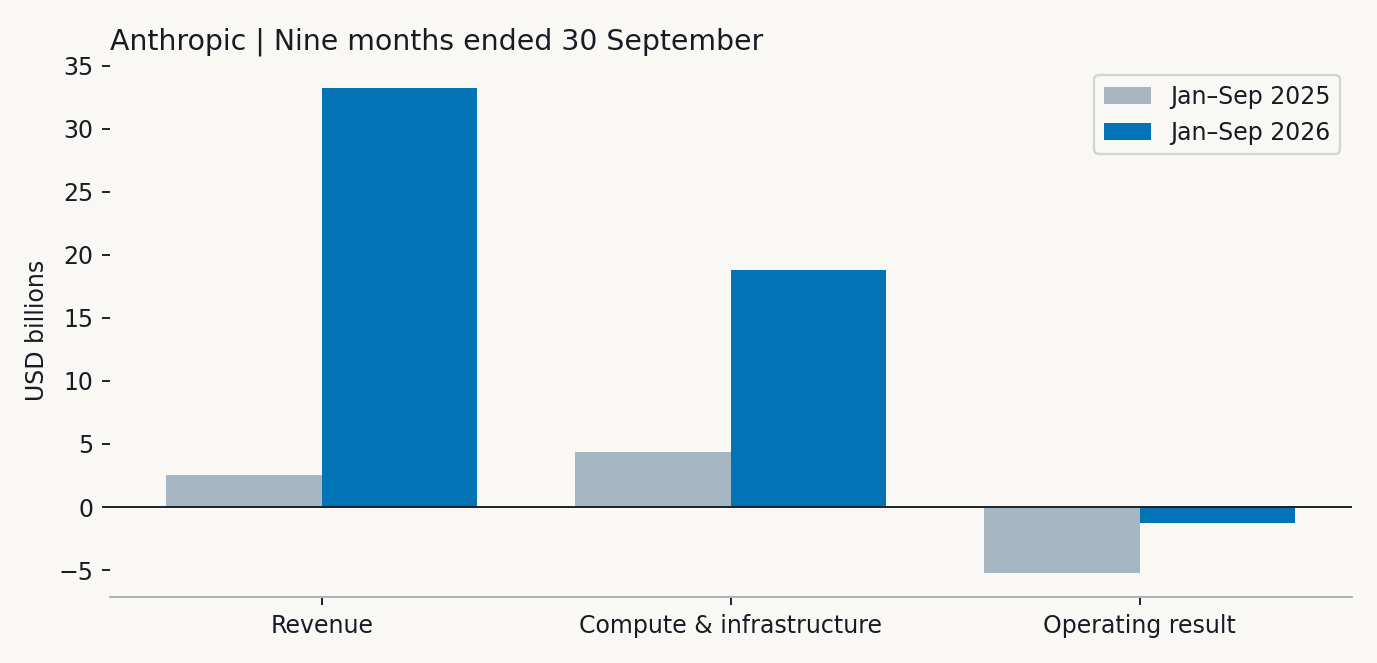 Anthropic | Nine months ended 30 September
35
30
25
20
15
10
5
0
−5
USD billions
Jan–Sep 2025
Jan–Sep 2026
Revenue
Compute & infrastructure
Operating result